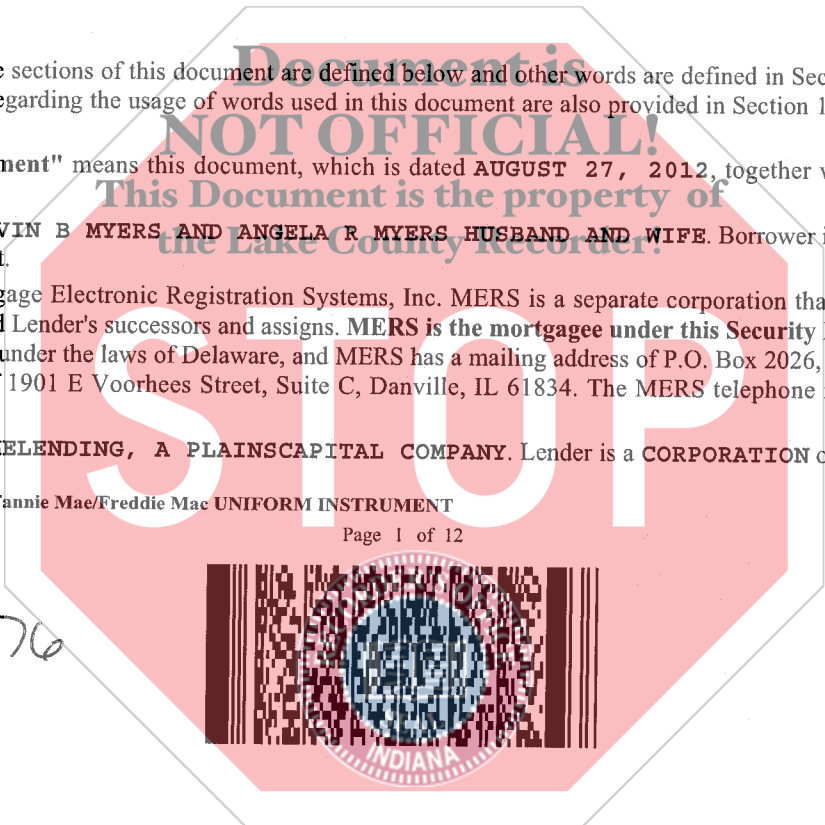 Document is
sections of this document are defined below and other words are defined in Sec
egarding the usage of words used in this document are also provided in Section 1
NOT OFFICIAL!
ment" means this document, which is dated AUGUST 27, 2012, together
This Document is the property of
VIN B MYERS AND ANGELA R MYERS HUSBAND AND WIFE. Borrower i
the Lake County Recorder!
t.
gage Electronic Registration Systems, Inc. MERS is a separate corporation tha
d Lender's successors and assigns. MERS is the mortgagee under this Security
under the laws of Delaware, and MERS has a mailing address of P.O. Box 2026,
1901 E Voorhees Street, Suite C, Danville, IL 61834. The MERS telephone
STOP
ELENDING, A PLAINSCAPITAL COMPANY. Lender is a CORPORATION o
Fannie Mae/Freddie Mac UNIFORM INSTRUMENT
Page 1 of 12
76
SEAL
INDIANA